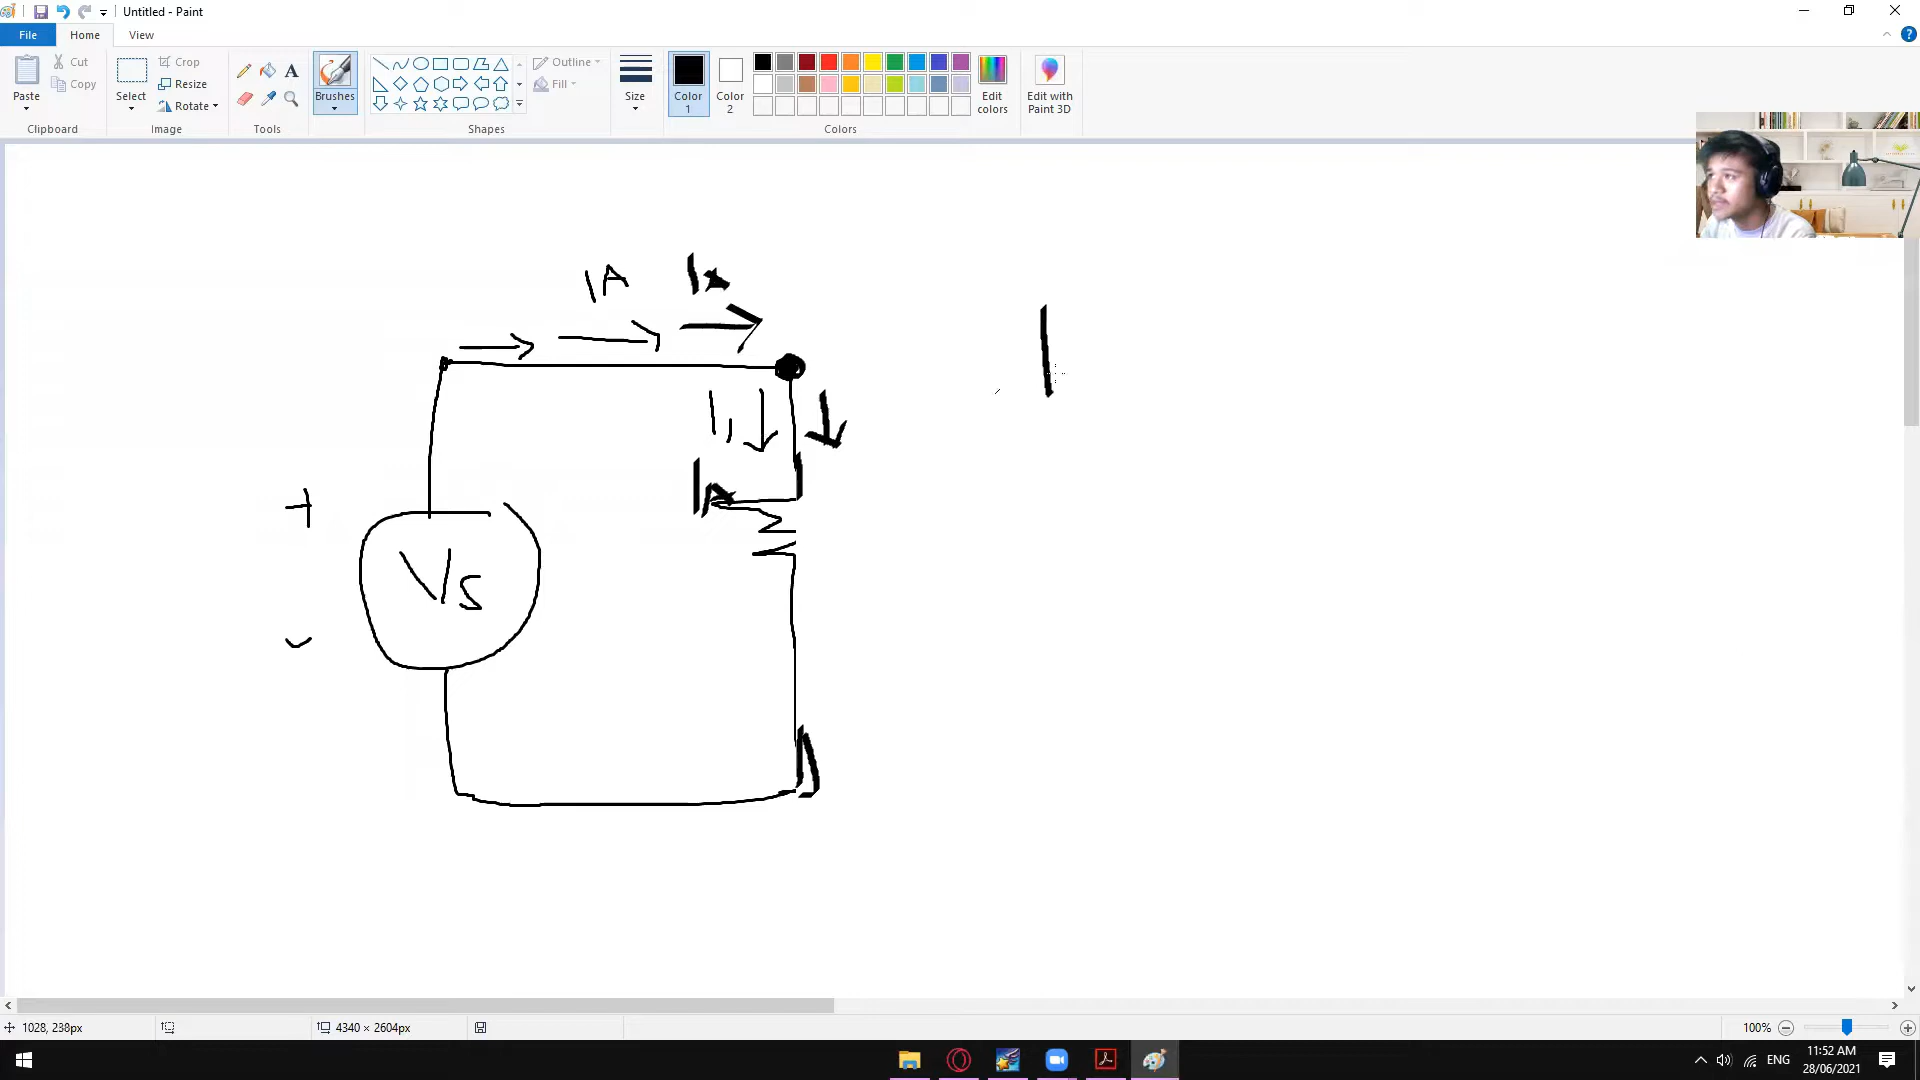 Untitled - Paint
File Home View
Paste
Cut
Copy
Clipboard
Select
Crop
Resize
Rotate
Image
Tools
Brushes
Shapes
Outline
Fill
Size
Color 1
Color 2
Colors
Edit colors
Edit with Paint 3D
1A
Ix
I1
1A
+
Vs
1028, 238px
4340 × 2604px
100%
ENG
11:52 AM
28/06/2021